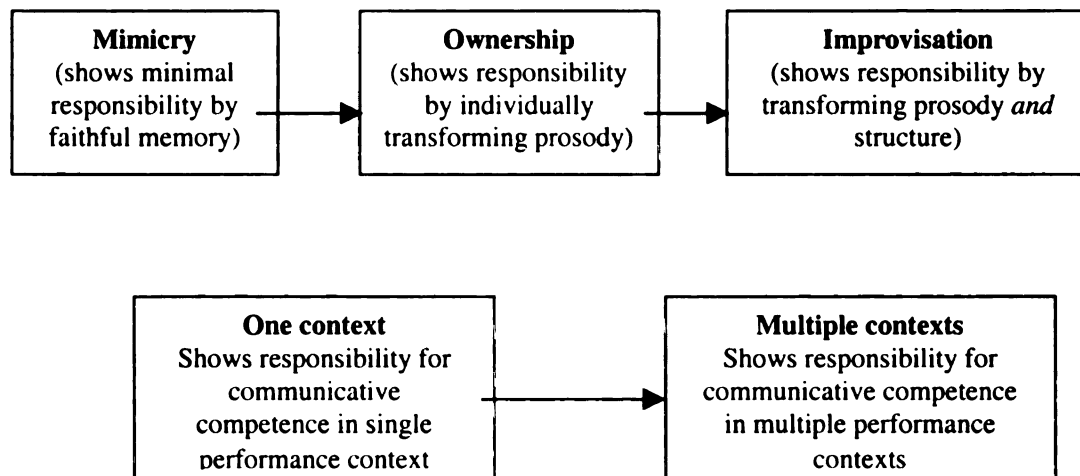 Mimicry
(shows minimal
responsibility by
faithful memory)
Ownership
(shows responsibility
by individually
transforming prosody)
Improvisation
(shows responsibility by
transforming prosody and
structure)
One context
Shows responsibility for
communicative
competence in single
performance context
Multiple contexts
Shows responsibility for
communicative competence
in multiple performance
contexts